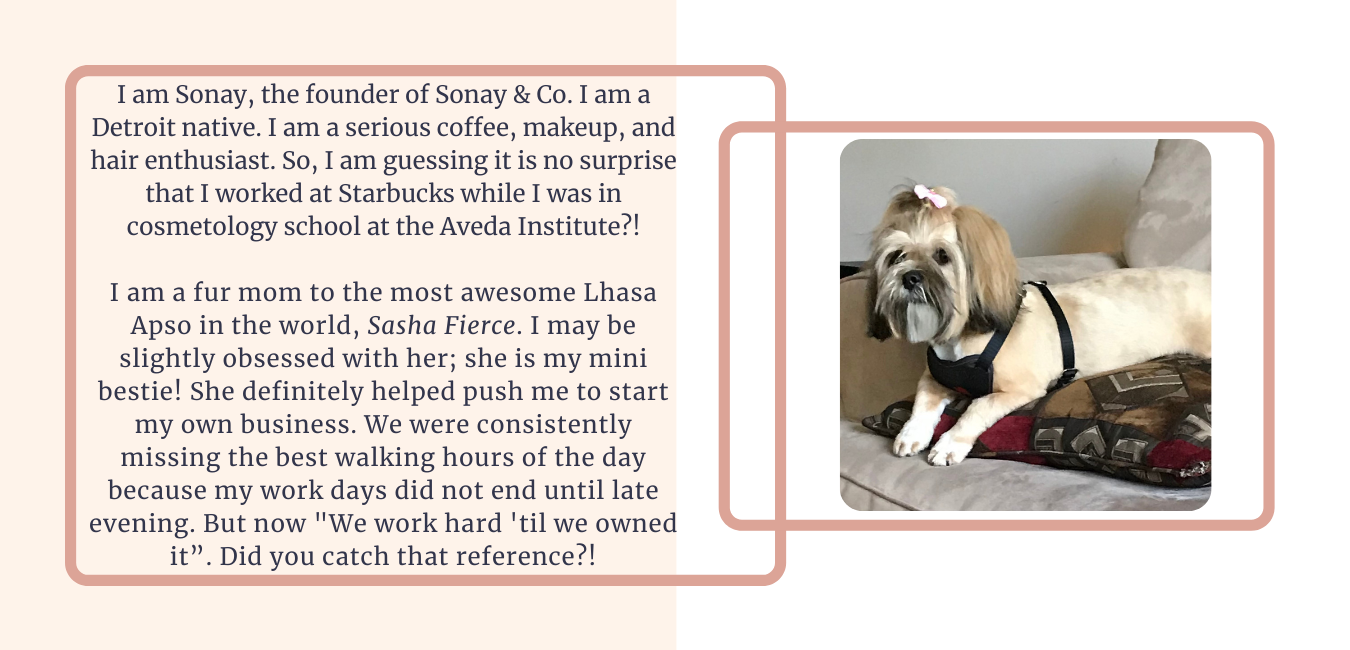 I am Sonay, the founder of Sonay & Co. I am a
Detroit native. I am a serious coffee, makeup, and
hair enthusiast. So, I am guessing it is no surprise
that I worked at Starbucks while I was in
cosmetology school at the Aveda Institute?!
I am a fur mom to the most awesome Lhasa
Apso in the world, Sasha Fierce. I may be
slightly obsessed with her; she is my mini
bestie! She definitely helped push me to start
my own business. We were consistently
missing the best walking hours of the day
because my work days did not end until late
evening. But now "We work hard 'til we owned
it”. Did you catch that reference?!